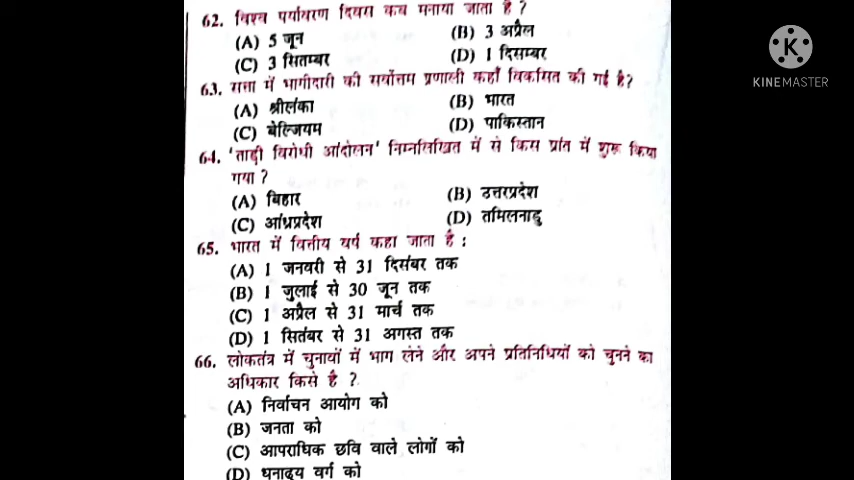 62. विश्व पर्यावरण दिवस कब मनाया जाता है ?
(A) 5 जून (B) 3 अप्रैल
(C) 3 सितम्बर (D) 1 दिसम्बर
63. सत्ता में भागीदारी की सर्वोत्तम प्रणाली कहाँ विकसित की गई है?
(A) श्रीलंका (B) भारत
(C) बेल्जियम (D) पाकिस्तान
64. 'ताड़ी विरोधी आंदोलन' निम्नलिखित में से किस प्रांत में शुरू किया
गया ?
(A) बिहार (B) उत्तरप्रदेश
(C) आंध्रप्रदेश (D) तमिलनाडु
65. भारत में वित्तीय वर्ष कहा जाता है :
(A) 1 जनवरी से 31 दिसंबर तक
(B) 1 जुलाई से 30 जून तक
(C) 1 अप्रैल से 31 मार्च तक
(D) 1 सितंबर से 31 अगस्त तक
66. लोकतंत्र में चुनावों में भाग लेने और अपने प्रतिनिधियों को चुनने का
अधिकार किसे है ?
(A) निर्वाचन आयोग को
(B) जनता को
(C) आपराधिक छवि वाले लोगों को
(D) धनाढ्य वर्ग को
KINEMASTER